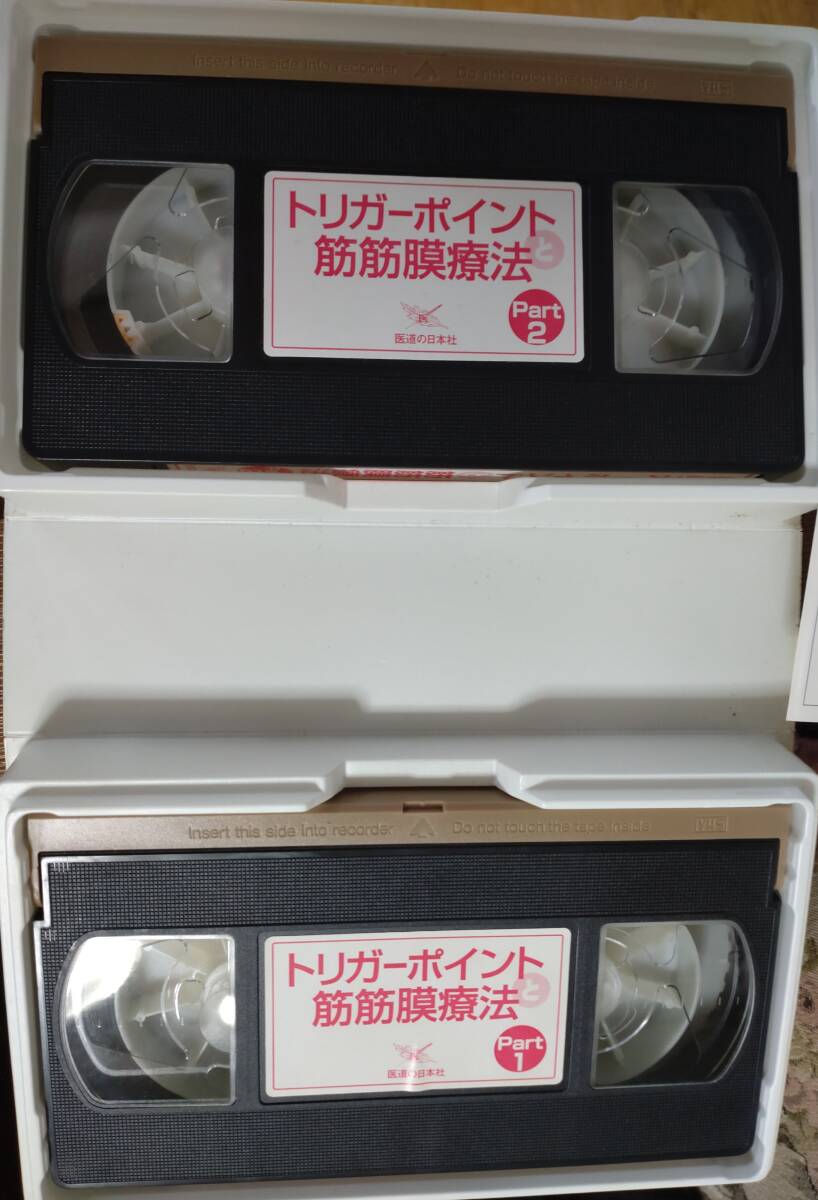 Insert this side into recorder Do not touch the tape inside VHS
トリガーポイントと
筋筋膜療法
Part
2
医道の日本社
Insert this side into recorder Do not touch the tape inside VHS
トリガーポイントと
筋筋膜療法
Part
1
医道の日本社